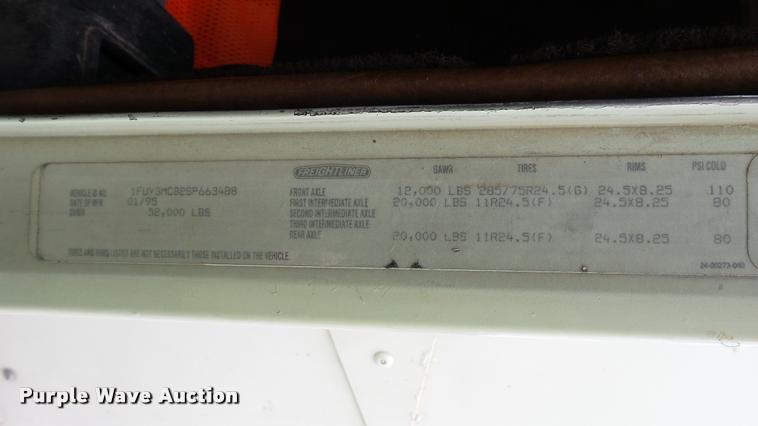 FREIGHTLINER GAWR TIRES RIMS PSI COLD
VEHICLE ID NO. 1FUY3MCB2SP663488 FRONT AXLE 12,000 LBS 285/75R24.5(G) 24.5X8.25 110
DATE OF MFR 01/95 FIRST INTERMEDIATE AXLE 20,000 LBS 11R24.5(F) 24.5X8.25 80
GVWR 52,000 LBS SECOND INTERMEDIATE AXLE
THIRD INTERMEDIATE AXLE
REAR AXLE 20,000 LBS 11R24.5(F) 24.5X8.25 80
TIRES AND RIMS LISTED ARE NOT NECESSARILY THOSE INSTALLED ON THE VEHICLE.
24-00273-040
Purple Wave Auction